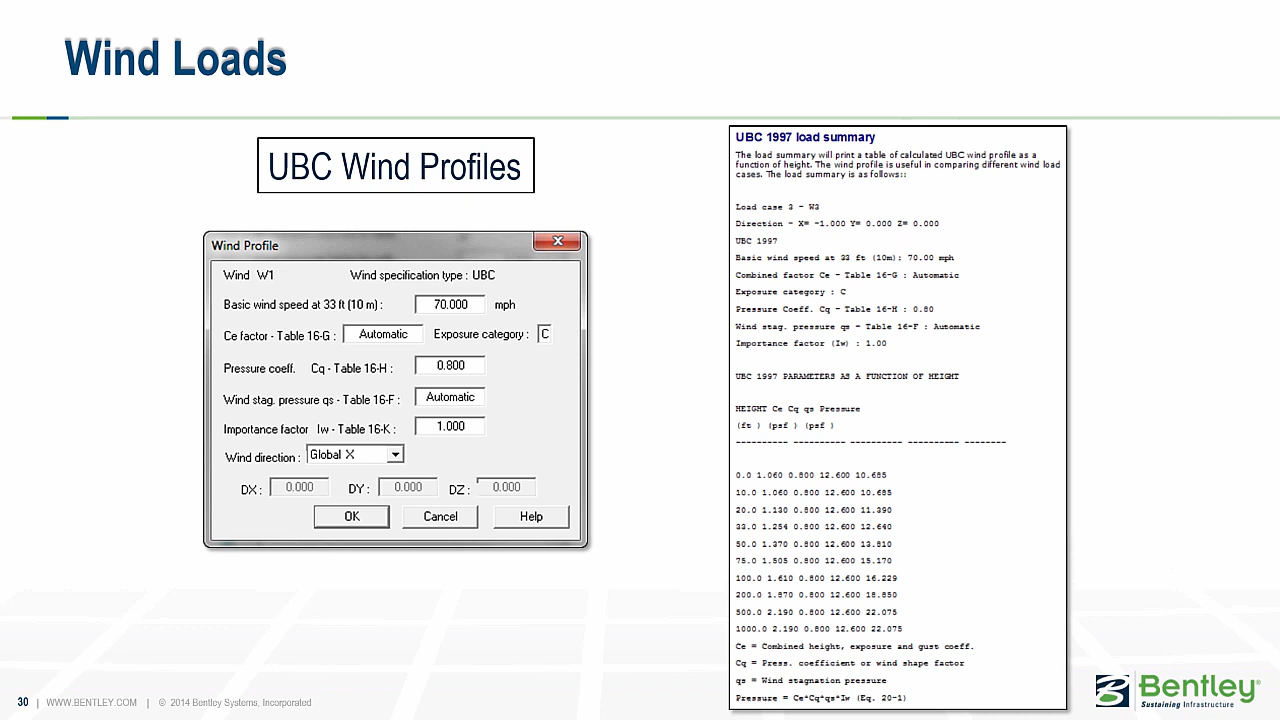 Wind Loads
UBC Wind Profiles
Wind Profile
Wind W1 Wind specification type : UBC
Basic wind speed at 33 ft (10 m) : 70.000 mph
Ce factor - Table 16-G : Automatic Exposure category : C
Pressure coeff. Cq - Table 16-H : 0.800
Wind stag. pressure qs - Table 16-F : Automatic
Importance factor Iw - Table 16-K : 1.000
Wind direction : Global X
DX : 0.000 DY : 0.000 DZ : 0.000
OK Cancel Help
UBC 1997 load summary
The load summary will print a table of calculated UBC wind profile as a
function of height. The wind profile is useful in comparing different wind load
cases. The load summary is as follows::
Load case 3 - W3
Direction - X= -1.000 Y= 0.000 Z= 0.000
UBC 1997
Basic wind speed at 33 ft (10m): 70.00 mph
Combined factor Ce - Table 16-G : Automatic
Exposure category : C
Pressure Coeff. Cq - Table 16-H : 0.80
Wind stag. pressure qs - Table 16-F : Automatic
Importance factor (Iw) : 1.00
UBC 1997 PARAMETERS AS A FUNCTION OF HEIGHT
HEIGHT Ce Cq qs Pressure
(ft ) (psf ) (psf )
---------- ---------- ---------- ---------- --------
0.0 1.060 0.800 12.600 10.685
10.0 1.060 0.800 12.600 10.685
20.0 1.130 0.800 12.600 11.390
33.0 1.254 0.800 12.600 12.640
50.0 1.370 0.800 12.600 13.810
75.0 1.505 0.800 12.600 15.170
100.0 1.610 0.800 12.600 16.229
200.0 1.870 0.800 12.600 18.850
500.0 2.190 0.800 12.600 22.075
1000.0 2.190 0.800 12.600 22.075
Ce = Combined height, exposure and gust coeff.
Cq = Press. coefficient or wind shape factor
qs = Wind stagnation pressure
Pressure = Ce*Cq*qs*Iw (Eq. 20-1)
30 | WWW.BENTLEY.COM | © 2014 Bentley Systems, Incorporated
Bentley
Sustaining Infrastructure